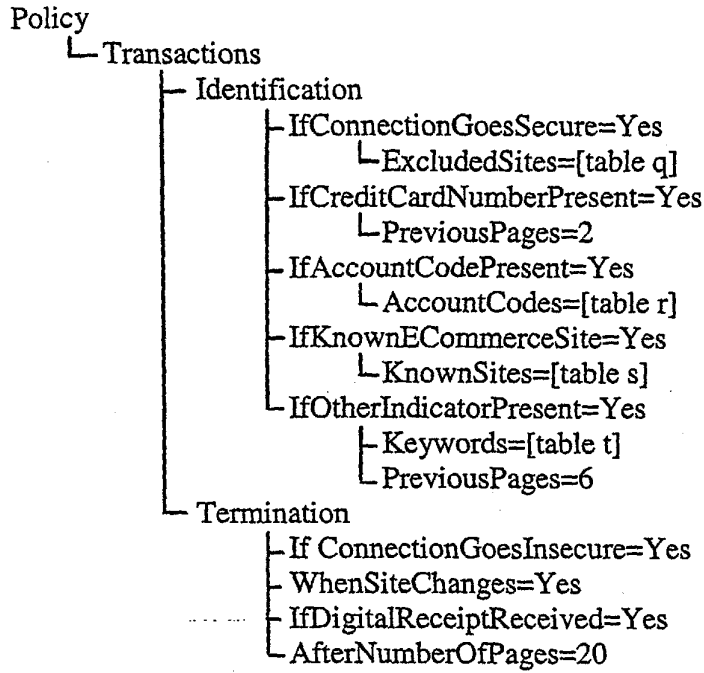 Policy
Transactions
Identification
IfConnectionGoesSecure=Yes
ExcludedSites=[table q]
IfCreditCardNumberPresent=Yes
PreviousPages=2
IfAccountCodePresent=Yes
AccountCodes=[table r]
IfKnownECommerceSite=Yes
KnownSites=[table s]
IfOtherIndicatorPresent=Yes
Keywords=[table t]
PreviousPages=6
Termination
If ConnectionGoesInsecure=Yes
WhenSiteChanges=Yes
IfDigitalReceiptReceived=Yes
AfterNumberOfPages=20